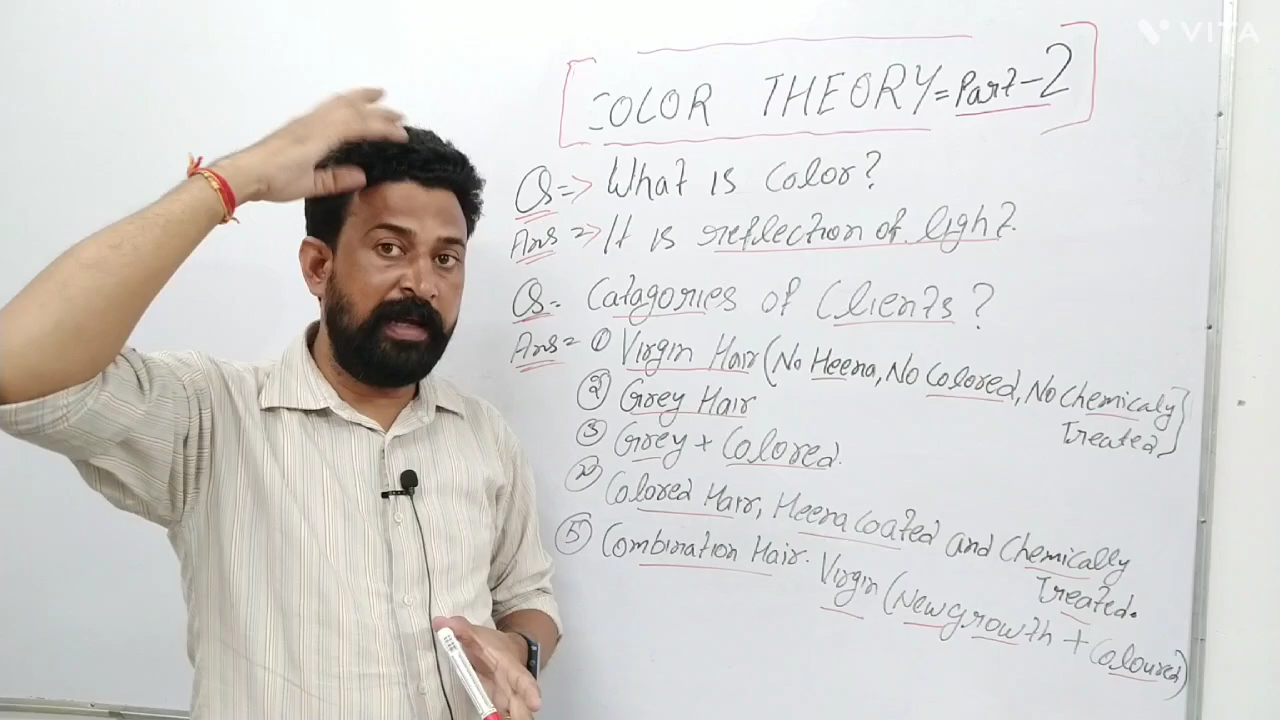 VITA
COLOR THEORY = Part-2
Qs => What is color?
Ans => It is reflection of light.
Qs- Catagories of Clients?
Ans = ① Virgin Hair (No Heena, No Colored, No Chemicaly Treated)
② Grey Hair
③ Grey + Colored.
④ Colored Hair, Heena Coated and Chemically Treated.
⑤ Combination Hair. Virgin (New growth + Coloured)